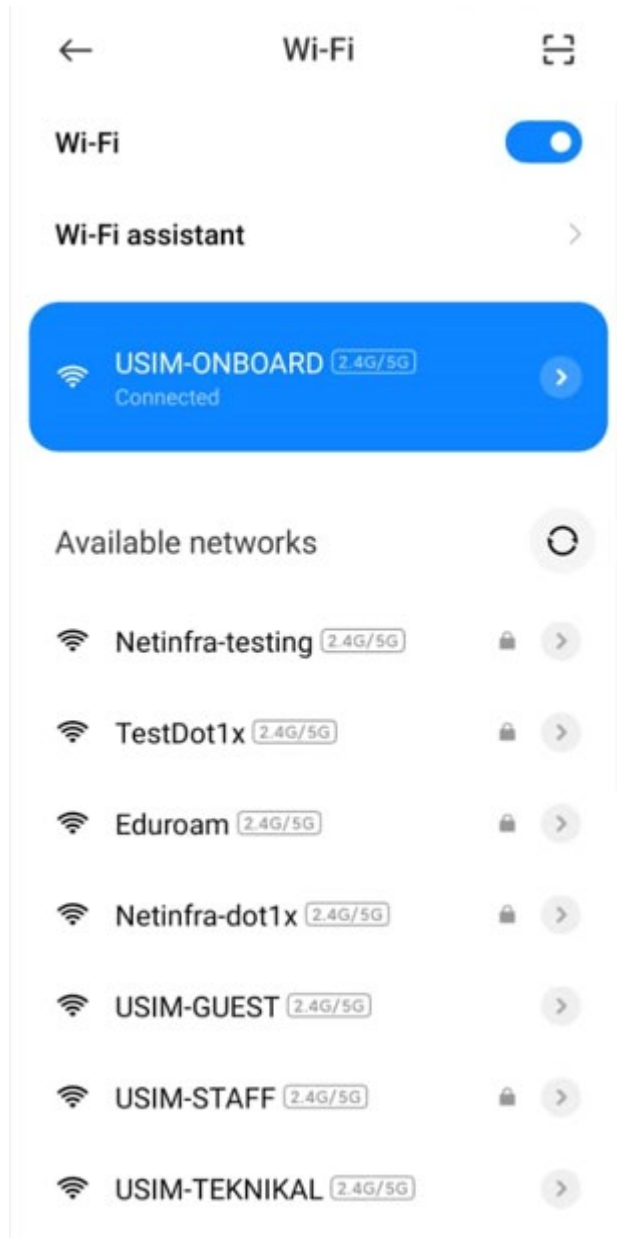 Wi-Fi
Wi-Fi
Wi-Fi assistant
USIM-ONBOARD 2.4G/5G
Connected
Available networks
Netinfra-testing 2.4G/5G
TestDot1x 2.4G/5G
Eduroam 2.4G/5G
Netinfra-dot1x 2.4G/5G
USIM-GUEST 2.4G/5G
USIM-STAFF 2.4G/5G
USIM-TEKNIKAL 2.4G/5G